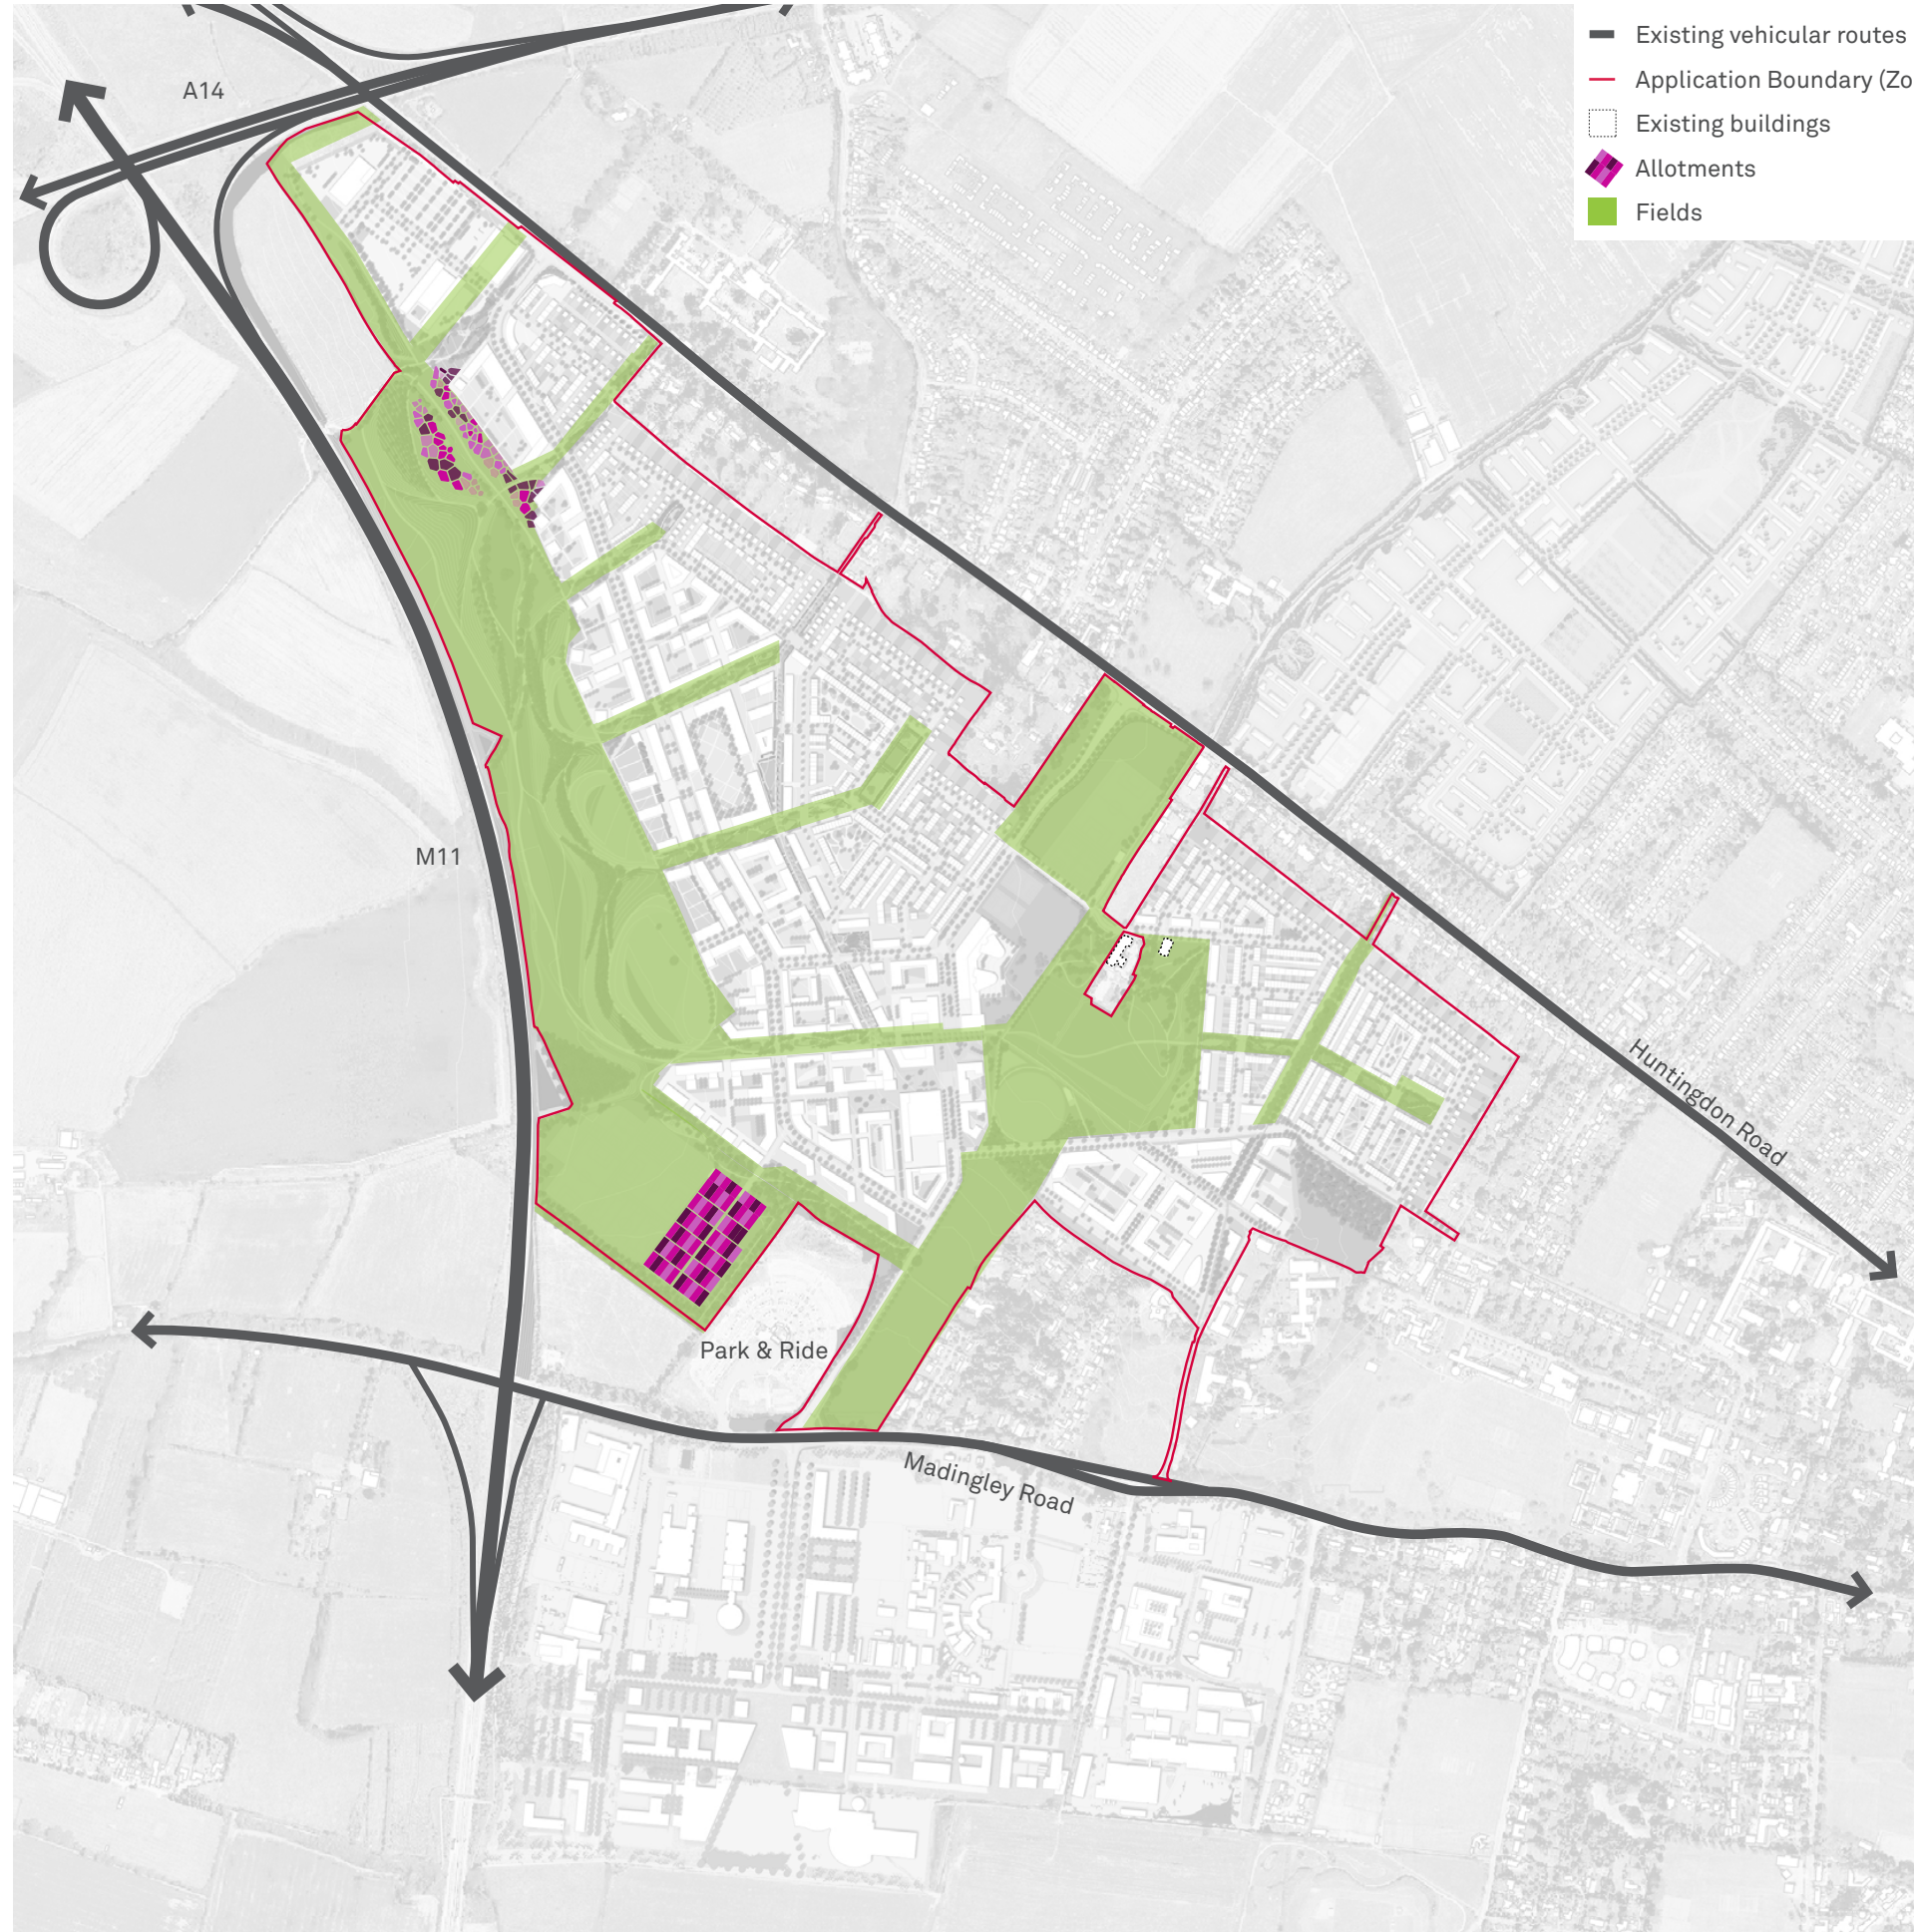 Existing vehicular routes
Application Boundary (Zo
Existing buildings
Allotments
Fields
A14
M11
Huntingdon Road
Park & Ride
Madingley Road